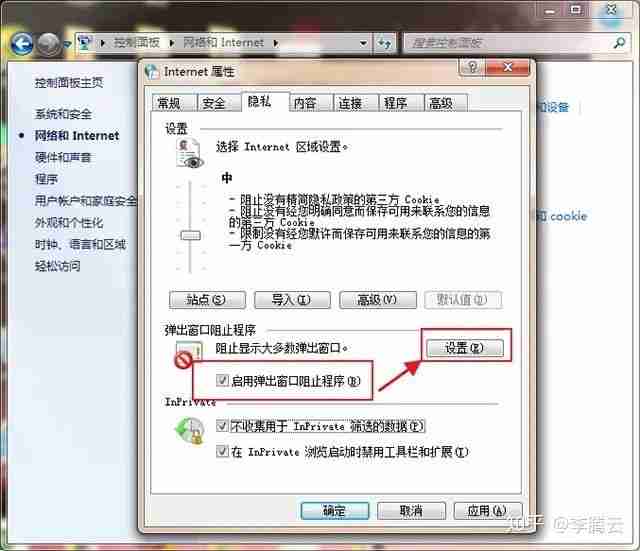 控制面板 ▸ 网络和 Internet ▸
搜索控制面板
控制面板主页
系统和安全
网络和 Internet
硬件和声音
程序
用户帐户和家庭安全
外观和个性化
时钟、语言和区域
轻松访问
和设备
和 cookie
Internet 属性
常规 安全 隐私 内容 连接 程序 高级
设置
选择 Internet 区域设置。
中
- 阻止没有精简隐私政策的第三方 Cookie
- 阻止没有经您明确同意而保存可用来联系您的信息
的第三方 Cookie
- 限制没有经您默许而保存可用来联系您的信息的第
一方 Cookie
站点(S) 导入(I) 高级(V) 默认值(D)
弹出窗口阻止程序
阻止显示大多数弹出窗口。
设置(E)
启用弹出窗口阻止程序(B)
InPrivate
不收集用于 InPrivate 筛选的数据(P)
在 InPrivate 浏览启动时禁用工具栏和扩展(T)
确定 取消 应用(A)
知乎 @李腾云